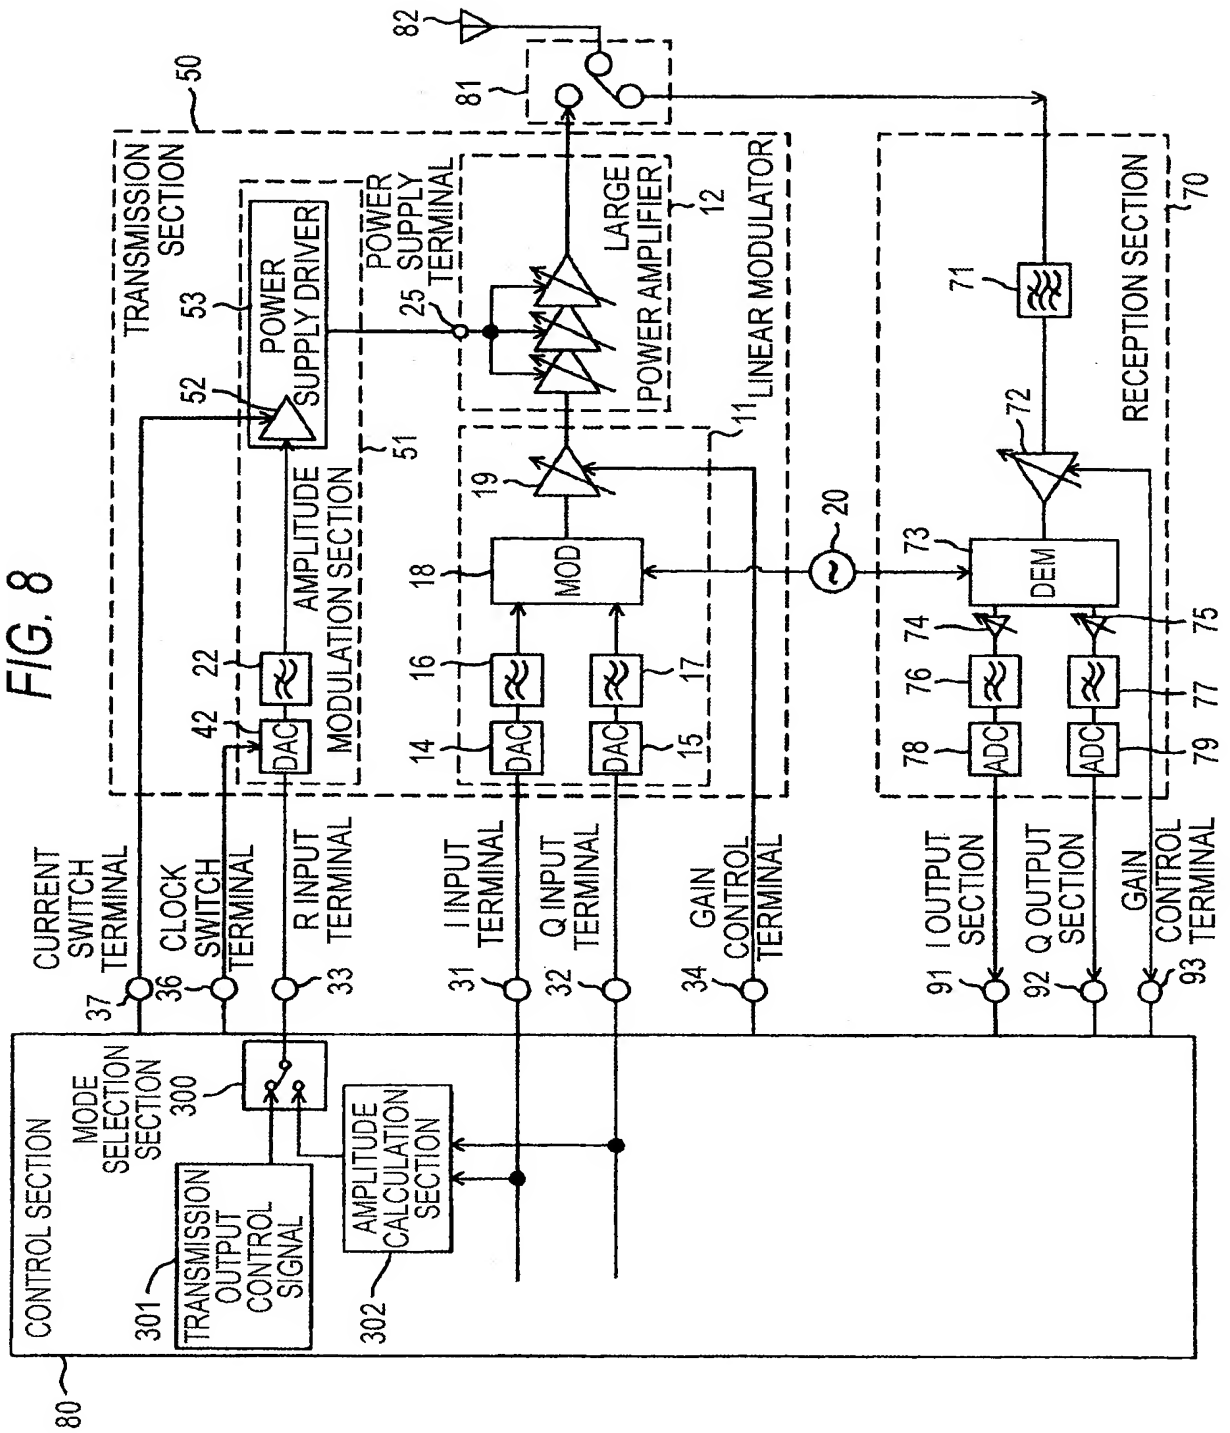 FIG. 8
80
CONTROL SECTION
MODE
SELECTION
SECTION
300
301
TRANSMISSION
OUTPUT
CONTROL
SIGNAL
302
AMPLITUDE
CALCULATION
SECTION
37
CURRENT
SWITCH
TERMINAL
36
CLOCK
SWITCH
TERMINAL
33
R INPUT
TERMINAL
31
I INPUT
TERMINAL
32
Q INPUT
TERMINAL
34
GAIN
CONTROL
TERMINAL
91
I OUTPUT
SECTION
92
Q OUTPUT
SECTION
93
GAIN
CONTROL
TERMINAL
TRANSMISSION
SECTION
50
42
DAC
22
AMPLITUDE
MODULATION SECTION
51
52
53
POWER
SUPPLY DRIVER
POWER
SUPPLY
TERMINAL
25
14
DAC
16
15
DAC
17
18
MOD
19
11
LINEAR MODULATOR
LARGE
POWER AMPLIFIER
12
20
81
82
70
RECEPTION SECTION
71
72
73
DEM
74
75
76
77
78
ADC
79
ADC